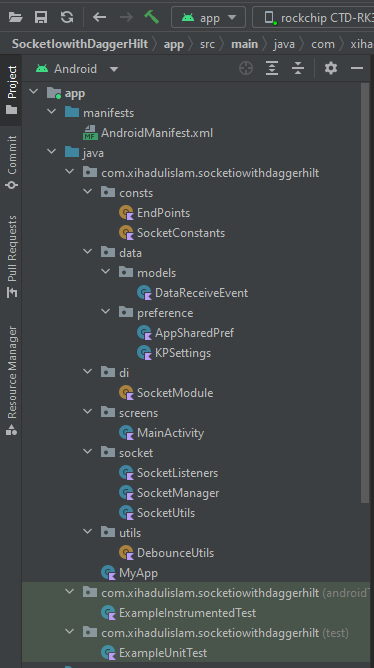 app
rockchip CTD-RK3
SocketIowithDaggerHilt > app > src > main > java > com > xiha
Project
Android
app
manifests
MF
AndroidManifest.xml
java
com.xihadulislam.socketiowithdaggerhilt
consts
EndPoints
SocketConstants
data
models
DataReceiveEvent
preference
AppSharedPref
KPSettings
di
SocketModule
screens
MainActivity
socket
SocketListeners
SocketManager
SocketUtils
utils
DebounceUtils
MyApp
com.xihadulislam.socketiowithdaggerhilt (androidT
ExampleInstrumentedTest
com.xihadulislam.socketiowithdaggerhilt (test)
ExampleUnitTest
Commit
Pull Requests
Resource Manager